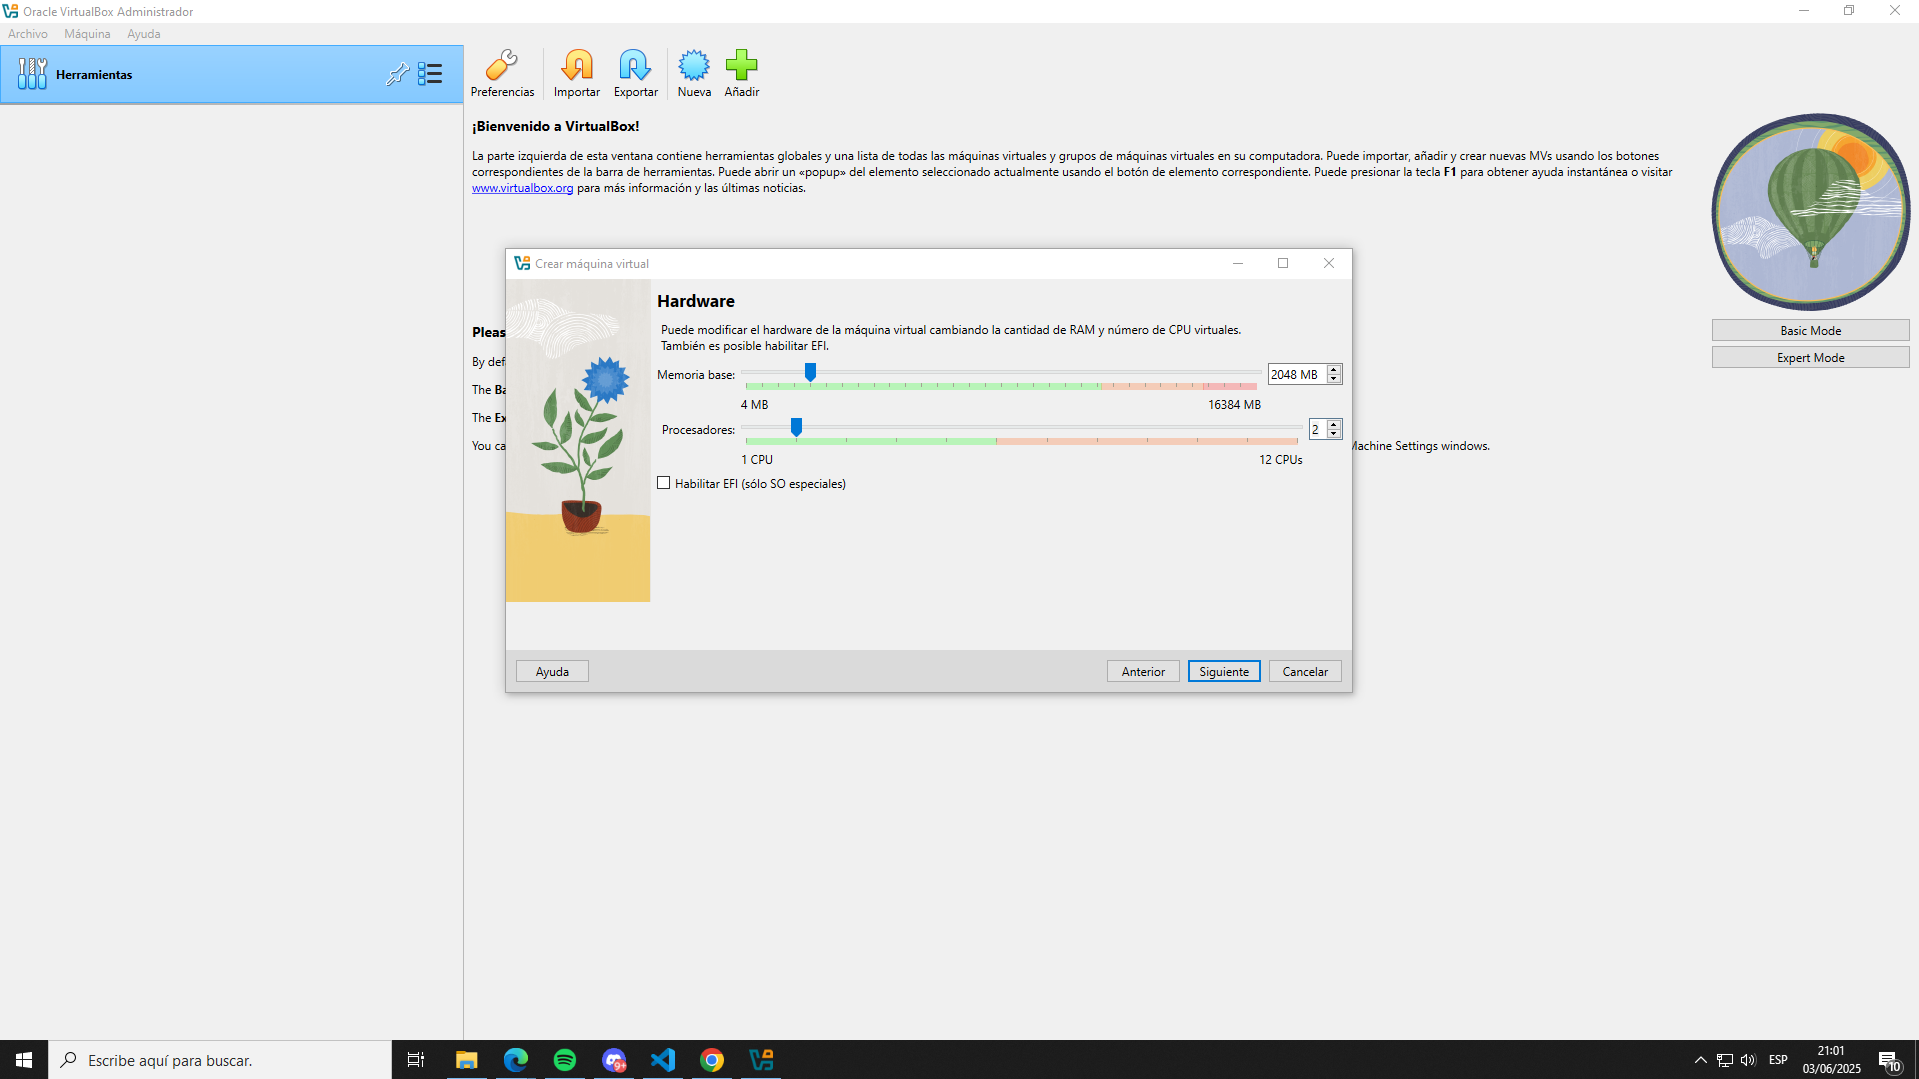 Oracle VirtualBox Administrador
Archivo Máquina Ayuda
Herramientas
Preferencias Importar Exportar Nueva Añadir
¡Bienvenido a VirtualBox!
La parte izquierda de esta ventana contiene herramientas globales y una lista de todas las máquinas virtuales y grupos de máquinas virtuales en su computadora. Puede importar, añadir y crear nuevas MVs usando los botones
correspondientes de la barra de herramientas. Puede abrir un «popup» del elemento seleccionado actualmente usando el botón de elemento correspondiente. Puede presionar la tecla F1 para obtener ayuda instantánea o visitar
www.virtualbox.org para más información y las últimas noticias.
Pleas
By def
The Ba
The Ex
You ca
Machine Settings windows.
Basic Mode
Expert Mode
Crear máquina virtual
Hardware
Puede modificar el hardware de la máquina virtual cambiando la cantidad de RAM y número de CPU virtuales.
También es posible habilitar EFI.
Memoria base: 2048 MB
4 MB 16384 MB
Procesadores: 2
1 CPU 12 CPUs
Habilitar EFI (sólo SO especiales)
Ayuda Anterior Siguiente Cancelar
Escribe aquí para buscar.
9+
ESP
21:01
03/06/2025
10